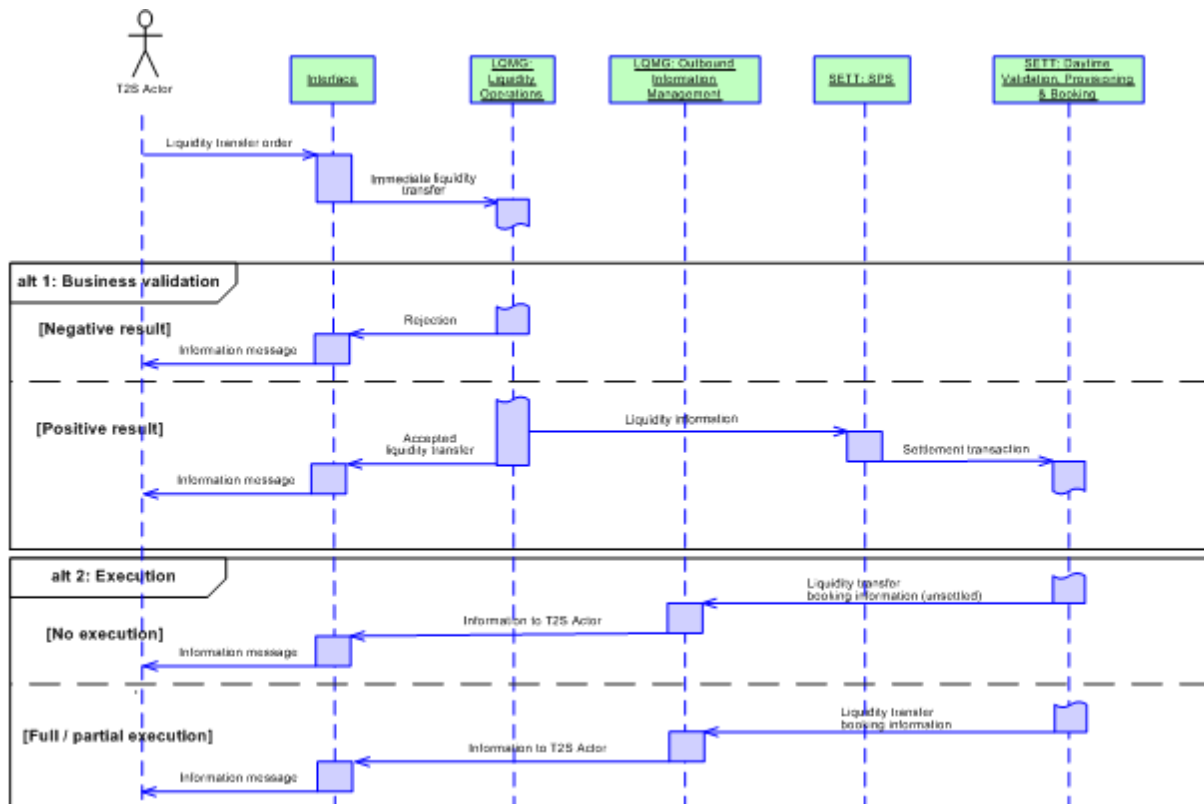 T2S Actor
Interface
LQMG:
Liquidity
Operations
LQMG: Outbound
Information
Management
SETT: SPS
SETT: Daytime
Validation, Provisioning
& Booking
Liquidity transfer order
Immediate liquidity
transfer
alt 1: Business validation
[Negative result]
Rejection
Information message
[Positive result]
Liquidity information
Accepted
liquidity transfer
Settlement transaction
Information message
alt 2: Execution
Liquidity transfer
booking information (unsettled)
[No execution]
Information to T2S Actor
Information message
Liquidity transfer
booking information
[Full / partial execution]
Information to T2S Actor
Information message